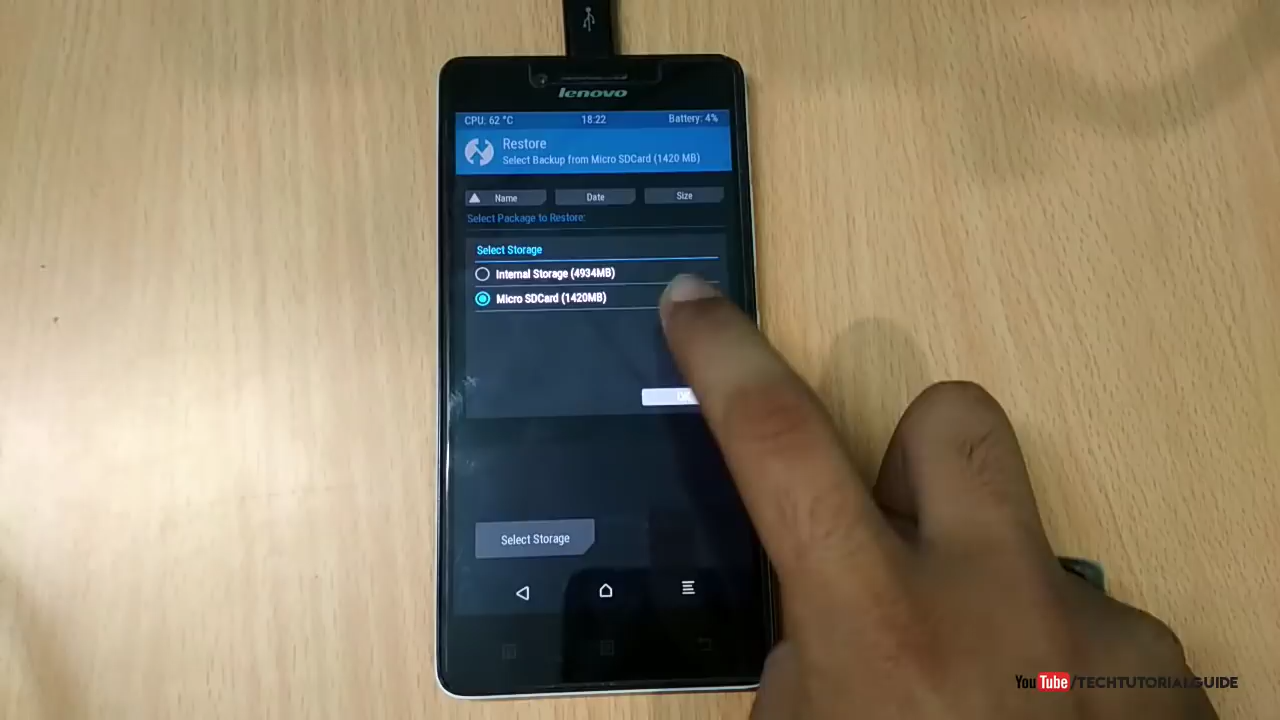 lenovo
CPU: 62 °C 18:22 Battery: 4%
Restore
Select Backup from Micro SDCard (1420 MB)
Name Date Size
Select Package to Restore:
Select Storage
Internal Storage (4934MB)
Micro SDCard (1420MB)
OK
Select Storage
YouTube/TECHTUTORIALGUIDE